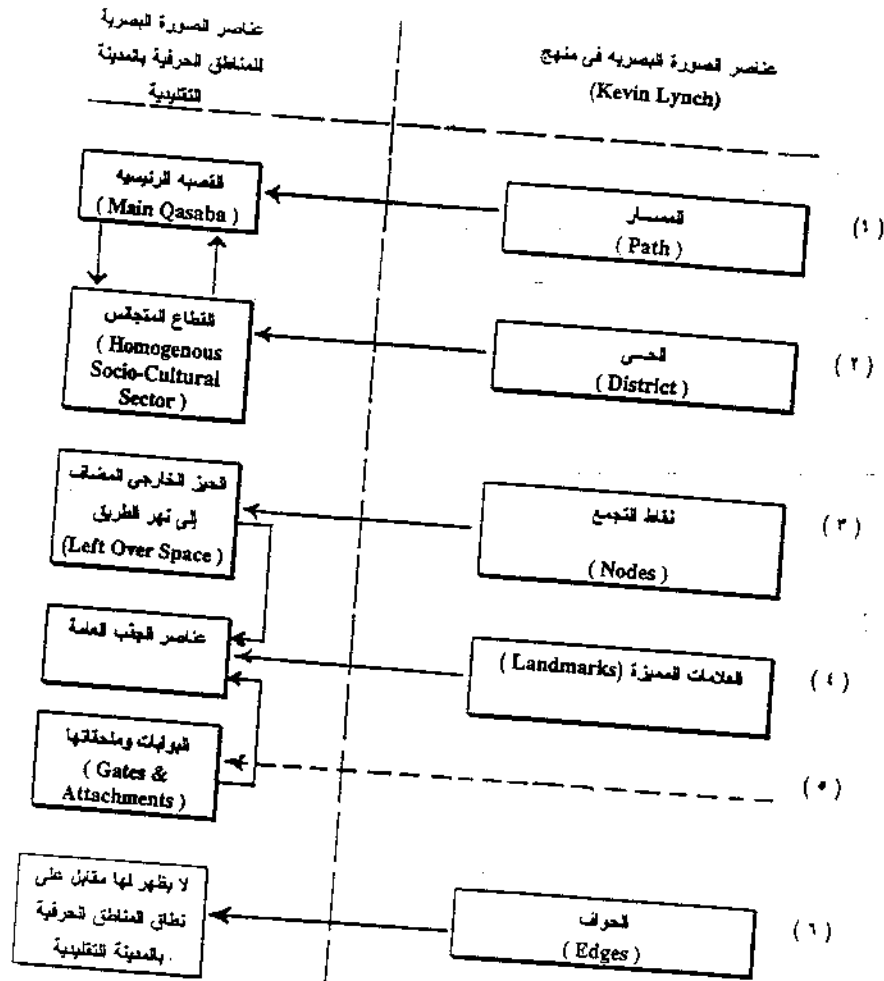 عناصر الصورة البصريه فى منهج
(Kevin Lynch)
عناصر الصورة البصرية
للمناطق الحرفية بالمدينة
التقليدية
(١)
المسار
( Path )
القصبه الرئيسيه
( Main Qasaba )
(٢)
الحى
( District )
القطاع المتجانس
( Homogenous
Socio-Cultural
Sector )
(٣)
نقاط التجمع
( Nodes )
الحيز الخارجي المضاف
إلى نهر الطريق
(Left Over Space )
(٤)
العلامات المميزة (Landmarks )
عناصر الجذب العامة
(٥)
البوابات وملحقاتها
( Gates &
Attachments )
(٦)
الحواف
( Edges )
لا يظهر لها مقابل على
نطاق المناطق الحرفية
بالمدينة التقليدية